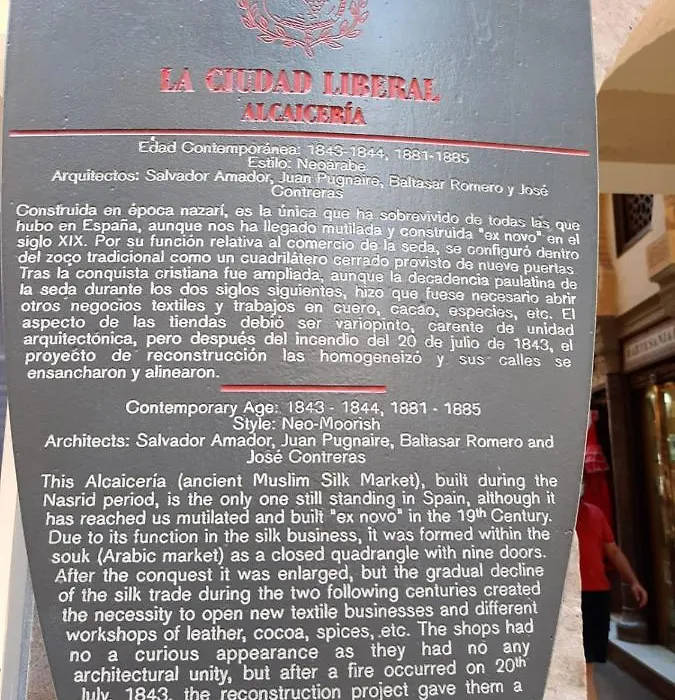 LA CIUDAD LIBERAL
ALCAICERÍA
Edad Contemporánea: 1843-1844, 1881-1885
Estilo: Neoárabe
Arquitectos: Salvador Amador, Juan Pugnaire, Baltasar Romero y José
Contreras
Construida en época nazarí, es la única que ha sobrevivido de todas las que
hubo en España, aunque nos ha llegado mutilada y construida "ex novo" en el
siglo XIX. Por su función relativa al comercio de la seda, se configuró dentro
del zoco tradicional como un cuadrilátero cerrado provisto de nueve puertas.
Tras la conquista cristiana fue ampliada, aunque la decadencia paulatina de
la seda durante los dos siglos siguientes, hizo que fuese necesario abrir
otros negocios textiles y trabajos en cuero, cacao, especies, etc. El
aspecto de las tiendas debió ser variopinto, carente de unidad
arquitectónica, pero después del incendio del 20 de julio de 1843, el
proyecto de reconstrucción las homogeneizó y sus calles se
ensancharon y alinearon.
Contemporary Age: 1843 - 1844, 1881 - 1885
Style: Neo-Moorish
Architects: Salvador Amador, Juan Pugnaire, Baltasar Romero and
José Contreras
This Alcaicería (ancient Muslim Silk Market), built during the
Nasrid period, is the only one still standing in Spain, although it
has reached us mutilated and built "ex novo" in the 19th Century.
Due to its function in the silk business, it was formed within the
souk (Arabic market) as a closed quadrangle with nine doors.
After the conquest it was enlarged, but the gradual decline
of the silk trade during the two following centuries created
the necessity to open new textile businesses and different
workshops of leather, cocoa, spices, .etc. The shops had
no a curious appearance as they had no any
architectural unity, but after a fire occurred on 20th
July, 1843, the reconstruction project gave them a
ARTESANIA